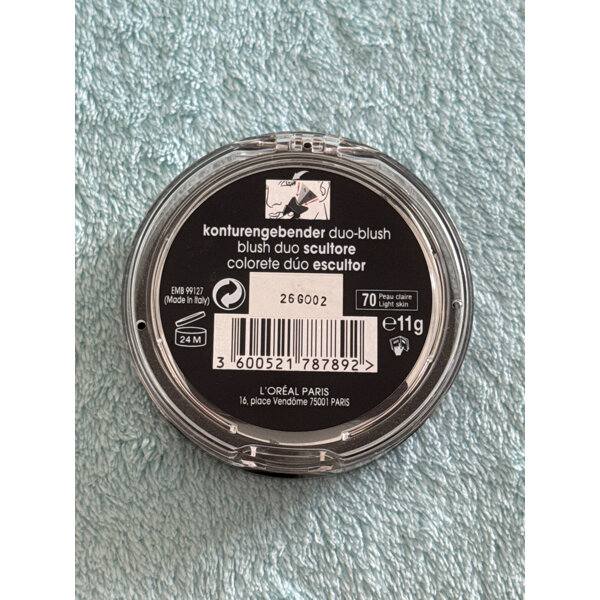 konturengebender duo-blush
blush duo scultore
colorete dúo escultor
EMB 99127
(Made in Italy)
26G002
70 Peau claire
Light skin
24 M
e11g
3 600521 787892 >
L'ORÉAL PARIS
16, place Vendôme 75001 PARIS